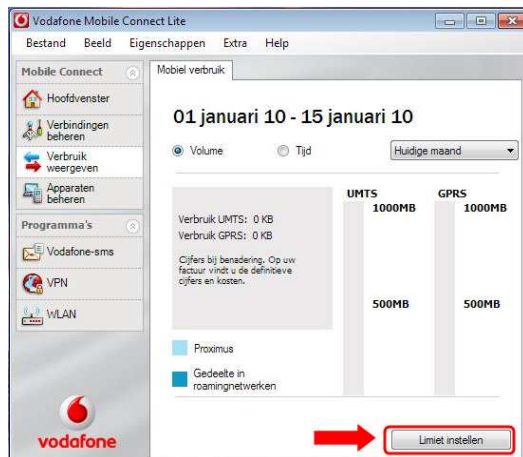 Vodafone Mobile Connect Lite
Bestand Beeld Eigenschappen Extra Help
Mobile Connect
Hoofdvenster
Verbindingen
beheren
Verbruik
weergeven
Apparaten
beheren
Programma's
Vodafone-sms
VPN
WLAN
vodafone
Mobiel verbruik
01 januari 10 - 15 januari 10
Volume Tijd Huidige maand
UMTS GPRS
1000MB 1000MB
Verbruik UMTS: 0 KB
Verbruik GPRS: 0 KB
Cijfers bij benadering. Op uw
factuur vindt u de definitieve
cijfers en kosten.
500MB 500MB
Proximus
Gedeelte in
roamingnetwerken
Limiet instellen